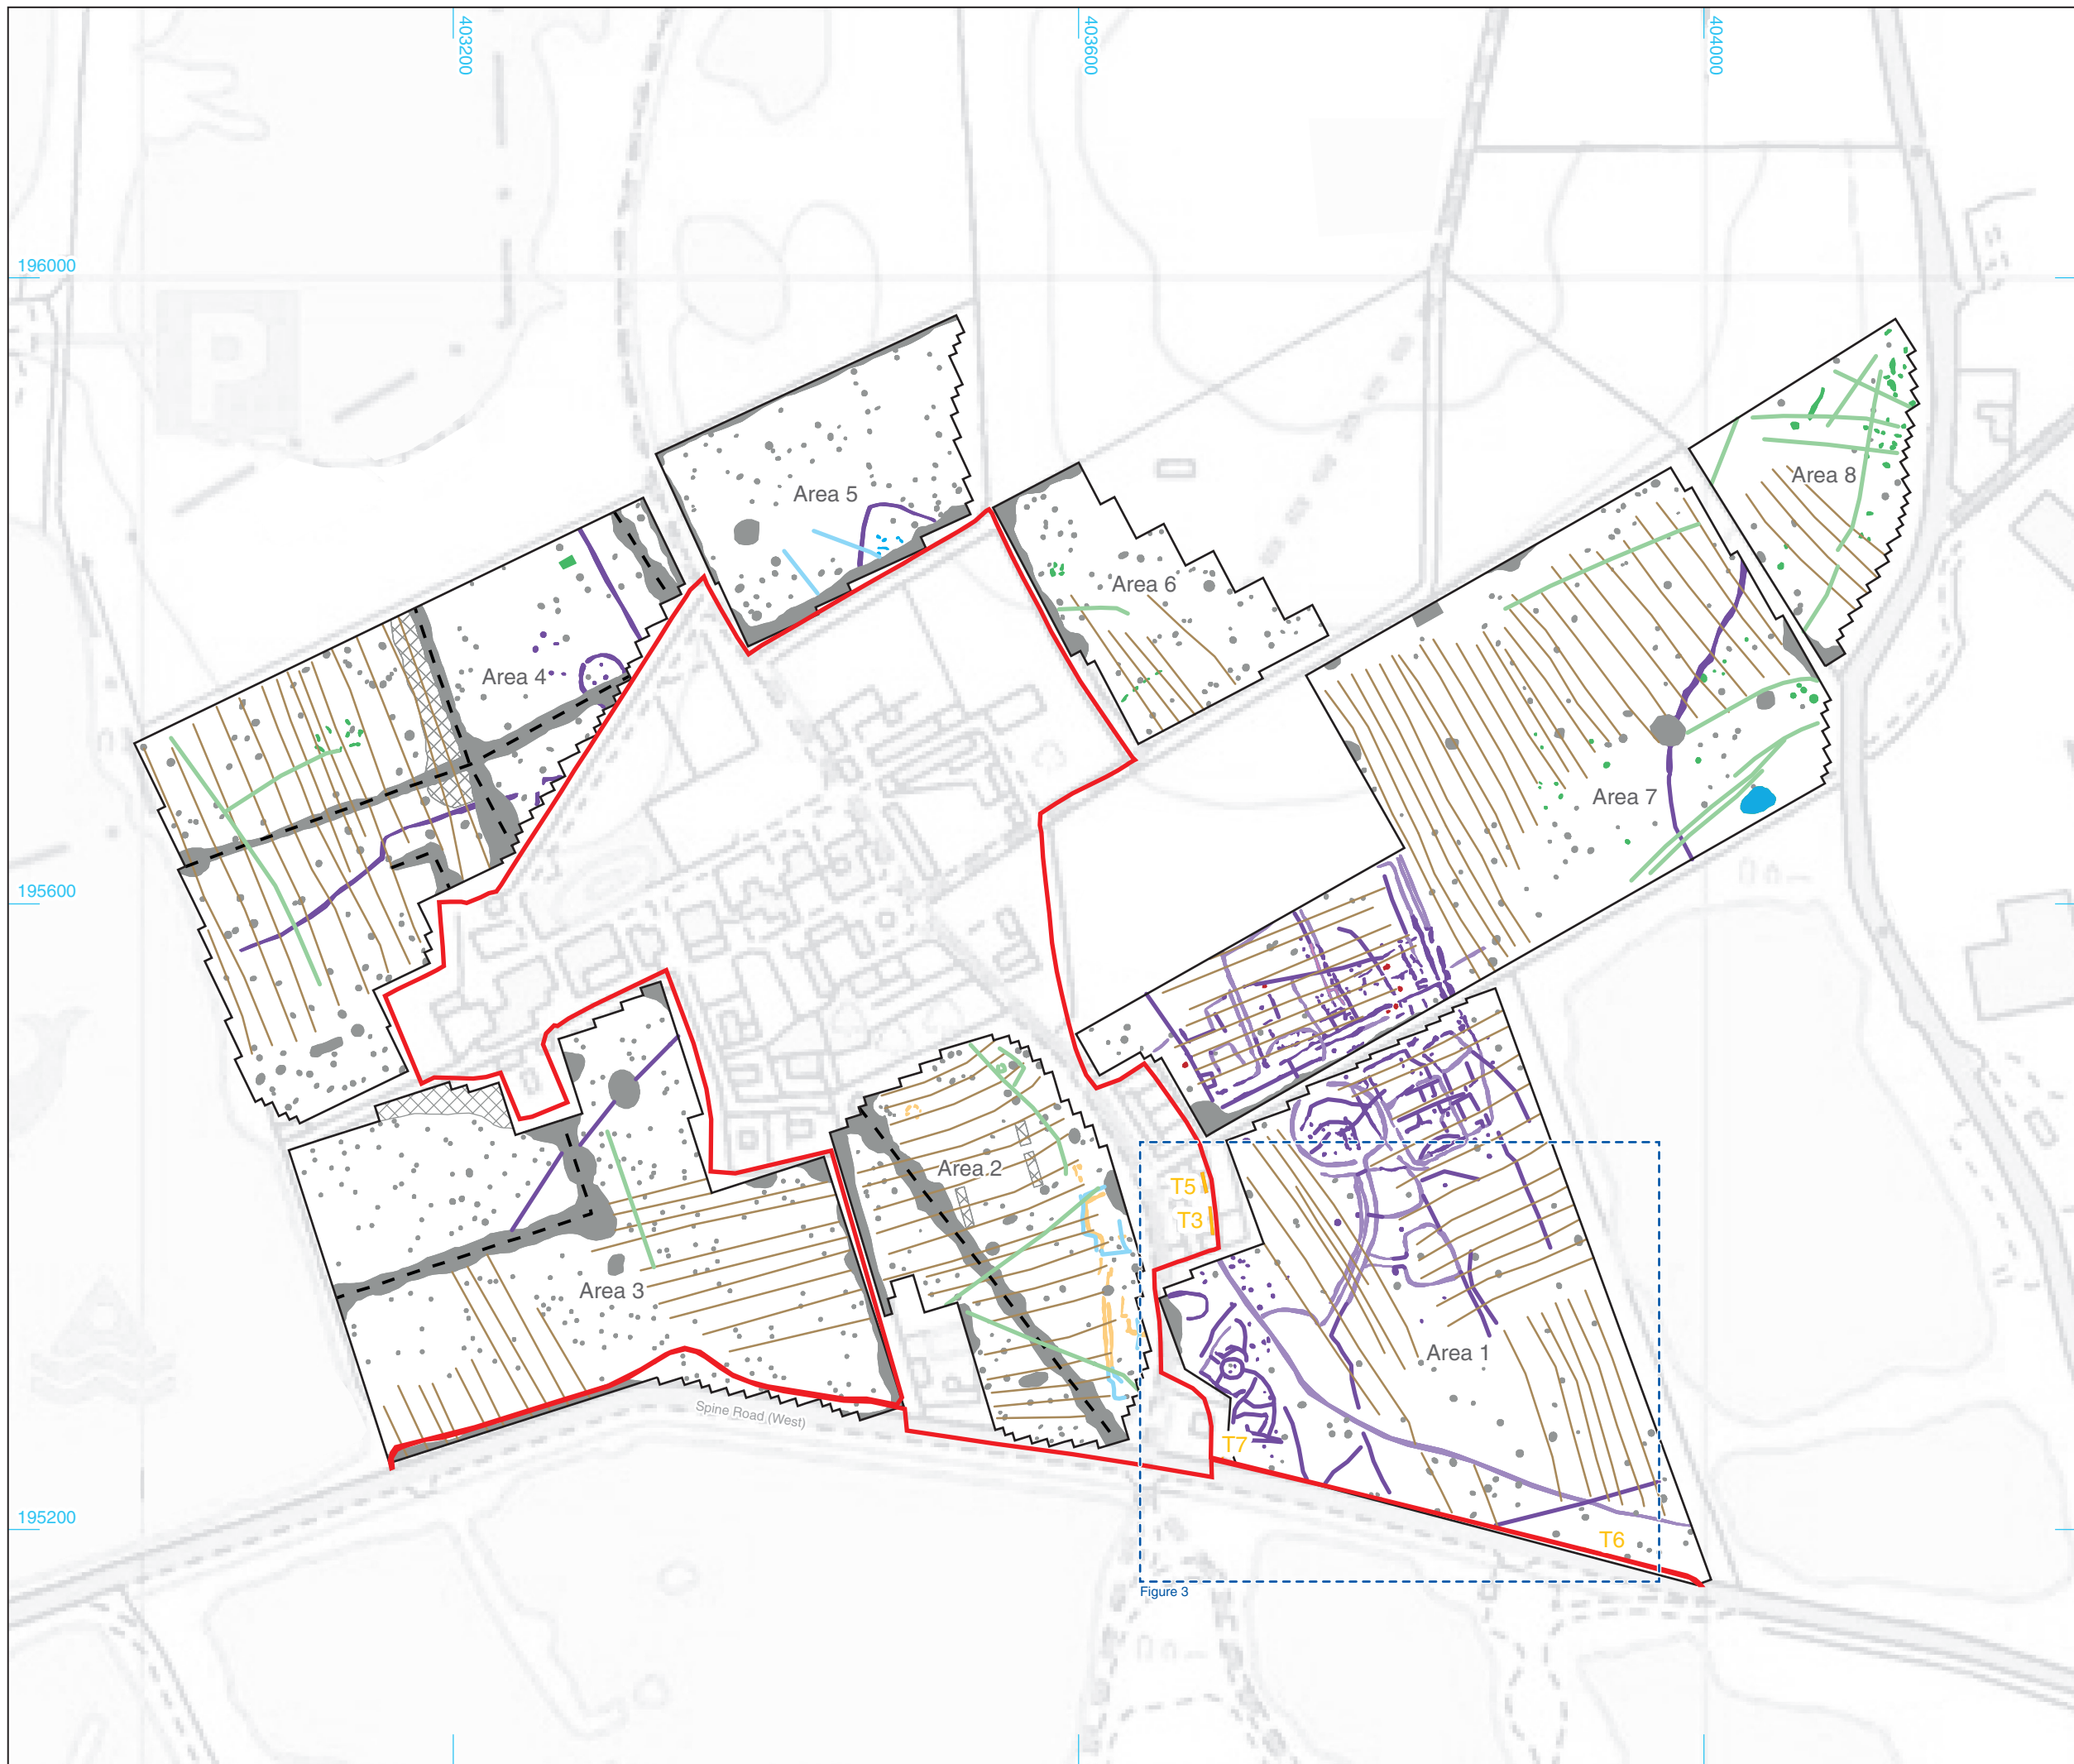 403200
403600
404000
196000
Area 5
Area 8
Area 6
Area 4
Area 7
195600
Area 2
T5
T3
Area 3
Area 1
Spine Road (West)
T7
195200
T6
Figure 3
P